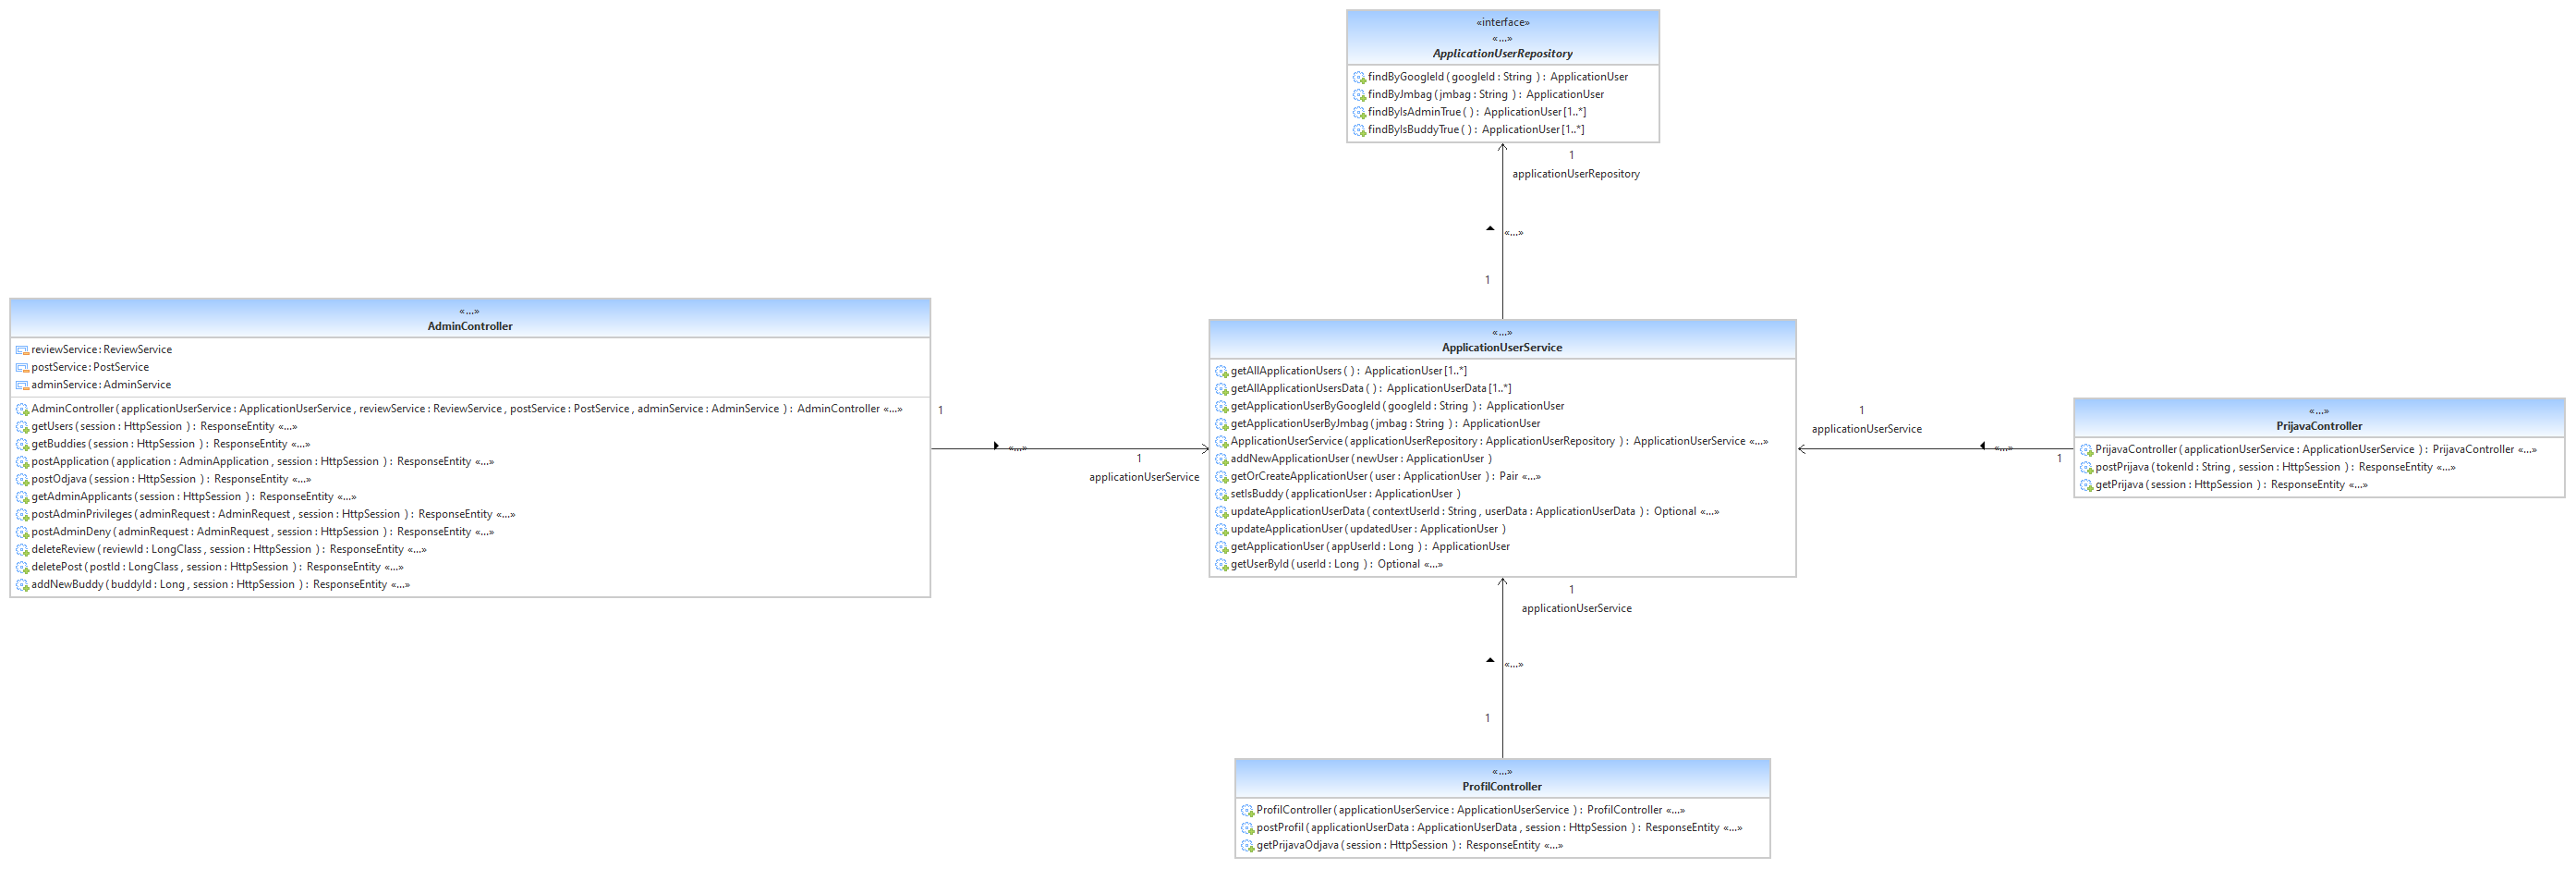 «interface»
«...»
ApplicationUserRepository
findByGoogleId ( googleId : String ) : ApplicationUser
findByJmbag ( jmbag : String ) : ApplicationUser
findByIsAdminTrue ( ) : ApplicationUser [1..*]
findByIsBuddyTrue ( ) : ApplicationUser [1..*]
1
applicationUserRepository
«...»
1
«...»
AdminController
reviewService : ReviewService
postService : PostService
adminService : AdminService
AdminController ( applicationUserService : ApplicationUserService , reviewService : ReviewService , postService : PostService , adminService : AdminService ) : AdminController «...»
getUsers ( session : HttpSession ) : ResponseEntity «...»
getBuddies ( session : HttpSession ) : ResponseEntity «...»
postApplication ( application : AdminApplication , session : HttpSession ) : ResponseEntity «...»
postOdjava ( session : HttpSession ) : ResponseEntity «...»
getAdminApplicants ( session : HttpSession ) : ResponseEntity «...»
postAdminPrivileges ( adminRequest : AdminRequest , session : HttpSession ) : ResponseEntity «...»
postAdminDeny ( adminRequest : AdminRequest , session : HttpSession ) : ResponseEntity «...»
deleteReview ( reviewId : LongClass , session : HttpSession ) : ResponseEntity «...»
deletePost ( postId : LongClass , session : HttpSession ) : ResponseEntity «...»
addNewBuddy ( buddyId : Long , session : HttpSession ) : ResponseEntity «...»
1
«...»
1
applicationUserService
«...»
ApplicationUserService
getAllApplicationUsers ( ) : ApplicationUser [1..*]
getAllApplicationUsersData ( ) : ApplicationUserData [1..*]
getApplicationUserByGoogleId ( googleId : String ) : ApplicationUser
getApplicationUserByJmbag ( jmbag : String ) : ApplicationUser
ApplicationUserService ( applicationUserRepository : ApplicationUserRepository ) : ApplicationUserService «...»
addNewApplicationUser ( newUser : ApplicationUser )
getOrCreateApplicationUser ( user : ApplicationUser ) : Pair «...»
setIsBuddy ( applicationUser : ApplicationUser )
updateApplicationUserData ( contextUserId : String , userData : ApplicationUserData ) : Optional «...»
updateApplicationUser ( updatedUser : ApplicationUser )
getApplicationUser ( appUserId : Long ) : ApplicationUser
getUserById ( userId : Long ) : Optional «...»
1
applicationUserService
«...»
1
«...»
PrijavaController
PrijavaController ( applicationUserService : ApplicationUserService ) : PrijavaController «...»
postPrijava ( tokenId : String , session : HttpSession ) : ResponseEntity «...»
getPrijava ( session : HttpSession ) : ResponseEntity «...»
1
applicationUserService
«...»
1
«...»
ProfilController
ProfilController ( applicationUserService : ApplicationUserService ) : ProfilController «...»
postProfil ( applicationUserData : ApplicationUserData , session : HttpSession ) : ResponseEntity «...»
getPrijavaOdjava ( session : HttpSession ) : ResponseEntity «...»